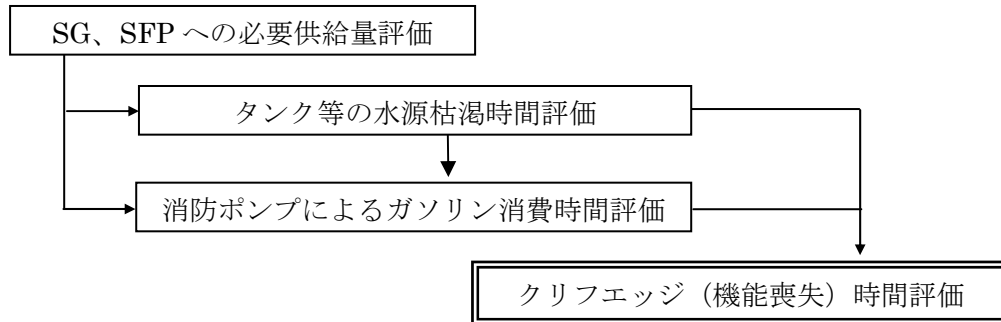 SG、SFP への必要供給量評価
タンク等の水源枯渇時間評価
消防ポンプによるガソリン消費時間評価
クリフエッジ（機能喪失）時間評価